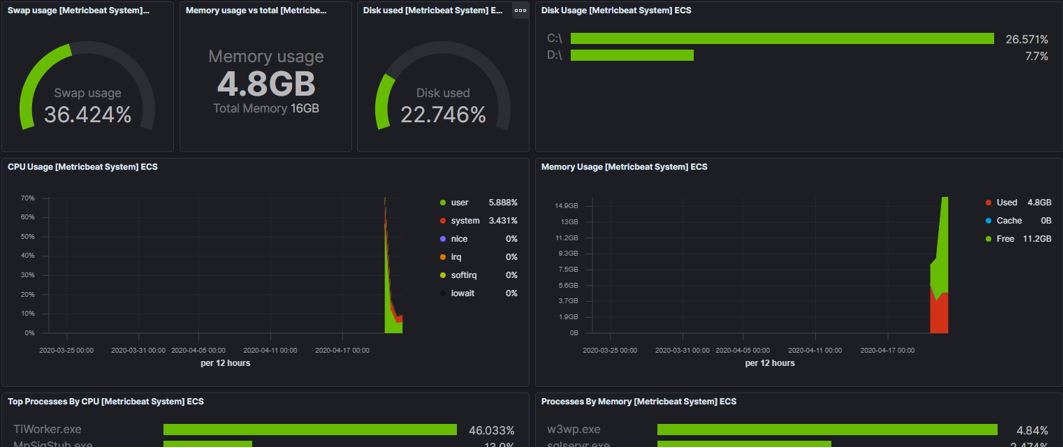 Swap usage [Metricbeat System]...
Swap usage
36.424%
Memory usage vs total [Metricbe...
Memory usage
4.8GB
Total Memory 16GB
Disk used [Metricbeat System] E...
Disk used
22.746%
Disk Usage [Metricbeat System] ECS
C:\ 26.571%
D:\ 7.7%
CPU Usage [Metricbeat System] ECS
70%
60%
50%
40%
30%
20%
10%
0%
2020-03-25 00:00 2020-03-31 00:00 2020-04-05 00:00 2020-04-11 00:00 2020-04-17 00:00
per 12 hours
user 5.888%
system 3.431%
nice 0%
irq 0%
softirq 0%
iowait 0%
Memory Usage [Metricbeat System] ECS
14.9GB
13GB
11.2GB
9.3GB
7.5GB
5.6GB
3.7GB
1.9GB
0B
2020-03-25 00:00 2020-03-31 00:00 2020-04-05 00:00 2020-04-11 00:00 2020-04-17 00:00
per 12 hours
Used 4.8GB
Cache 0B
Free 11.2GB
Top Processes By CPU [Metricbeat System] ECS
TiWorker.exe 46.033%
MpSigStub.exe 13.9%
Processes By Memory [Metricbeat System] ECS
w3wp.exe 4.84%
sqlservr.exe 2.474%